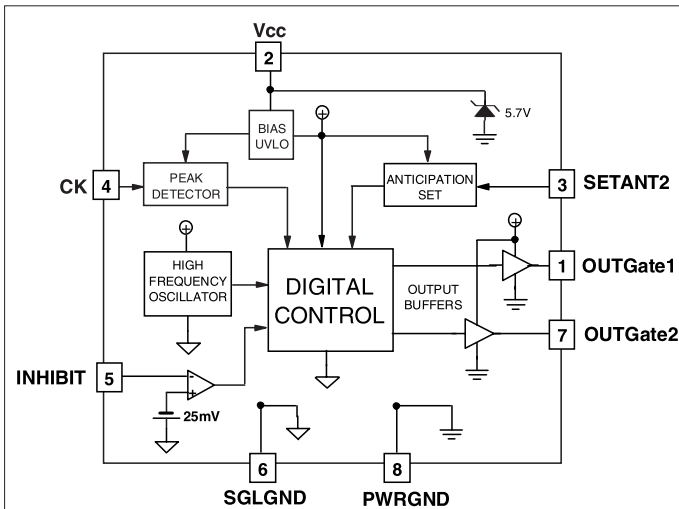 Vcc
2
5.7V
BIAS
UVLO
CK 4
PEAK
DETECTOR
ANTICIPATION
SET
3 SETANT2
HIGH
FREQUENCY
OSCILLATOR
DIGITAL
CONTROL
OUTPUT
BUFFERS
1 OUTGate1
7 OUTGate2
INHIBIT 5
-
+
25mV
6
SGLGND
8
PWRGND